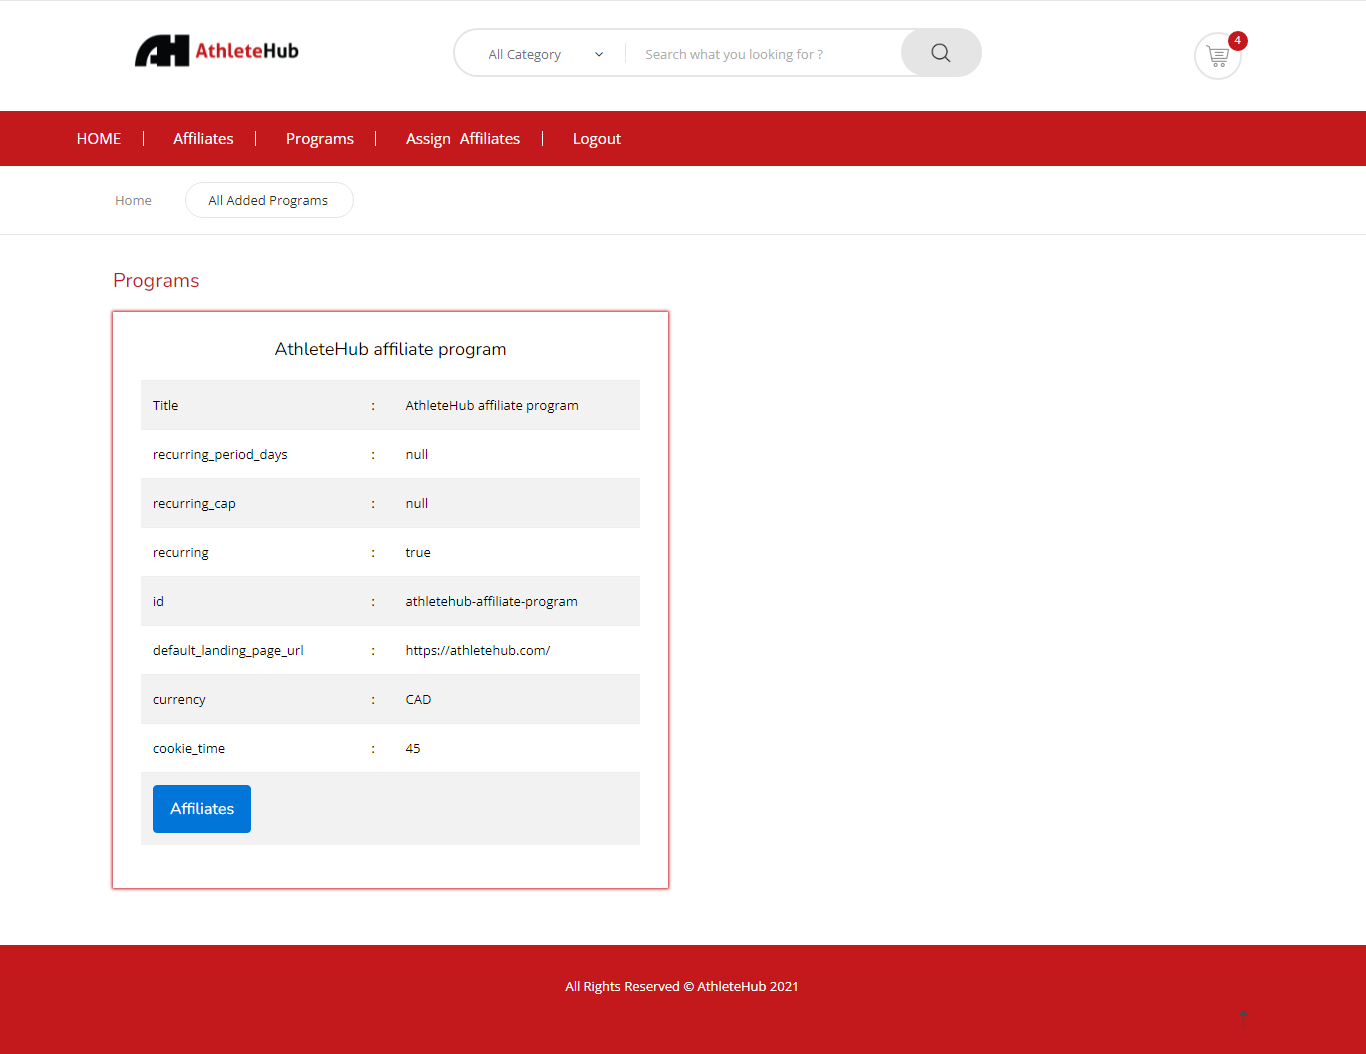 AthleteHub
All Category
Search what you looking for ?
4
HOME
Affiliates
Programs
Assign Affiliates
Logout
Home
All Added Programs
Programs
AthleteHub affiliate program
Title : AthleteHub affiliate program
recurring_period_days : null
recurring_cap : null
recurring : true
id : athletehub-affiliate-program
default_landing_page_url : https://athletehub.com/
currency : CAD
cookie_time : 45
Affiliates
All Rights Reserved © AthleteHub 2021